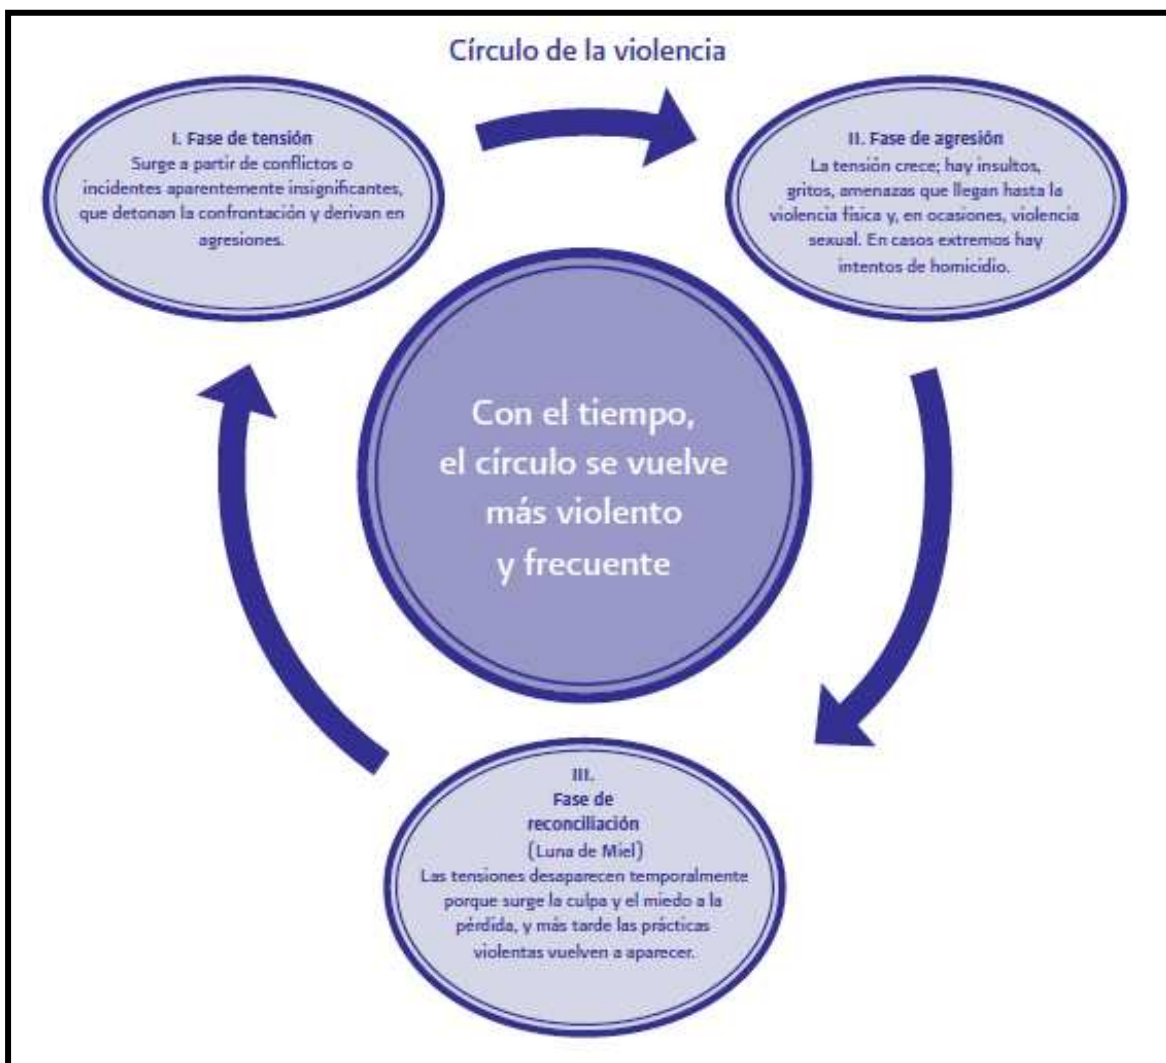 Círculo de la violencia
I. Fase de tensión
Surge a partir de conflictos o
incidentes aparentemente insignificantes,
que detonan la confrontación y derivan en
agresiones.
II. Fase de agresión
La tensión crece; hay insultos,
gritos, amenazas que llegan hasta la
violencia física y, en ocasiones, violencia
sexual. En casos extremos hay
intentos de homicidio.
Con el tiempo,
el círculo se vuelve
más violento
y frecuente
III.
Fase de
reconciliación
(Luna de Miel)
Las tensiones desaparecen temporalmente
porque surge la culpa y el miedo a la
pérdida, y más tarde las prácticas
violentas vuelven a aparecer.